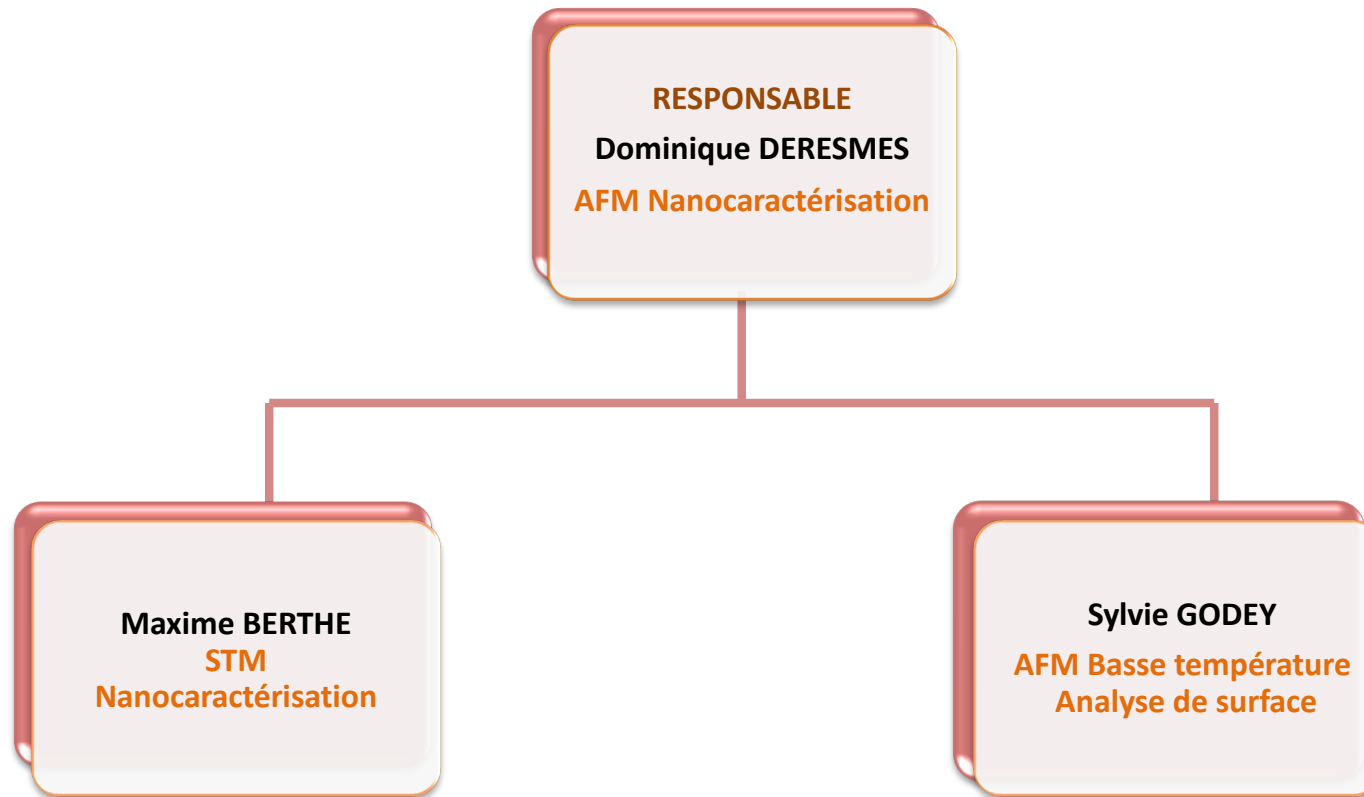 RESPONSABLE
Dominique DERESMES
AFM Nanocaractérisation
Maxime BERTHE
STM
Nanocaractérisation
Sylvie GODEY
AFM Basse température
Analyse de surface